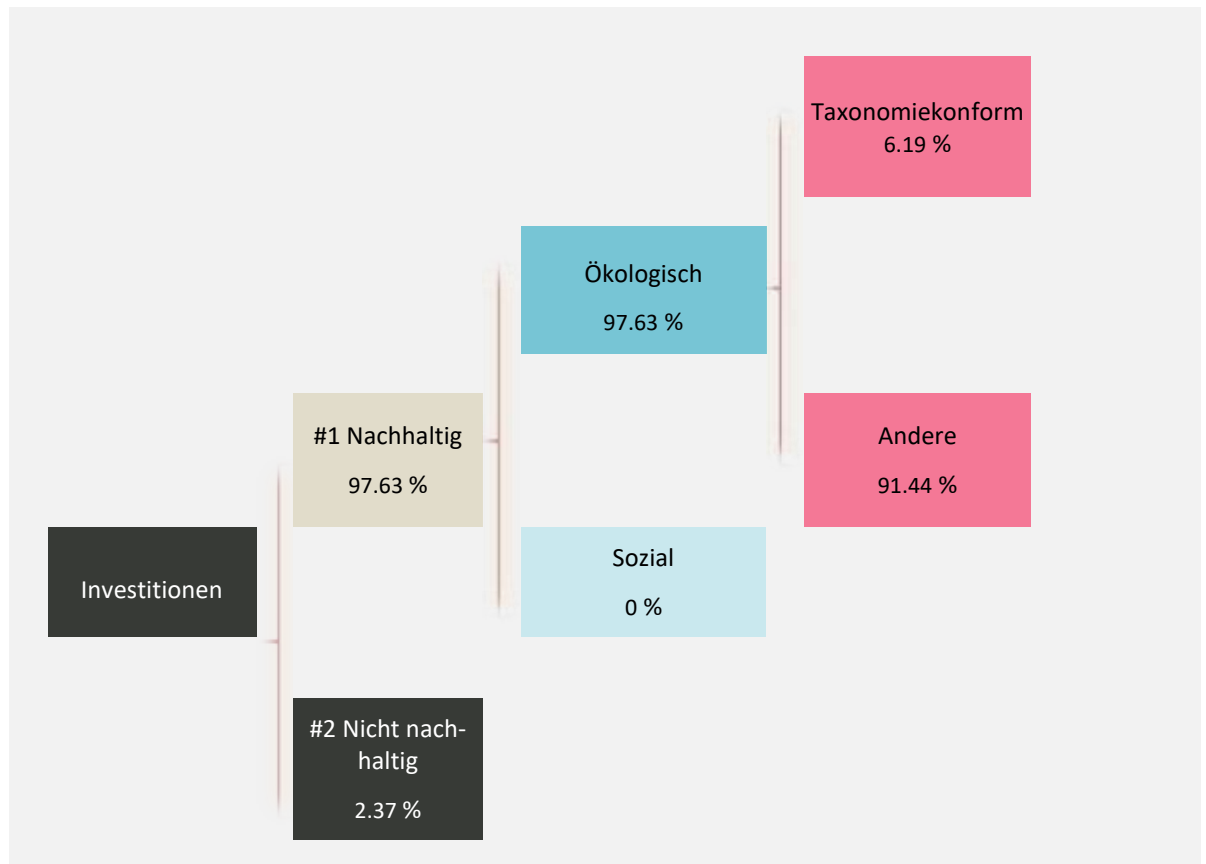 Taxonomiekonform
6.19 %
Ökologisch
97.63 %
#1 Nachhaltig
97.63 %
Andere
91.44 %
Investitionen
Sozial
0 %
#2 Nicht nach-
haltig
2.37 %